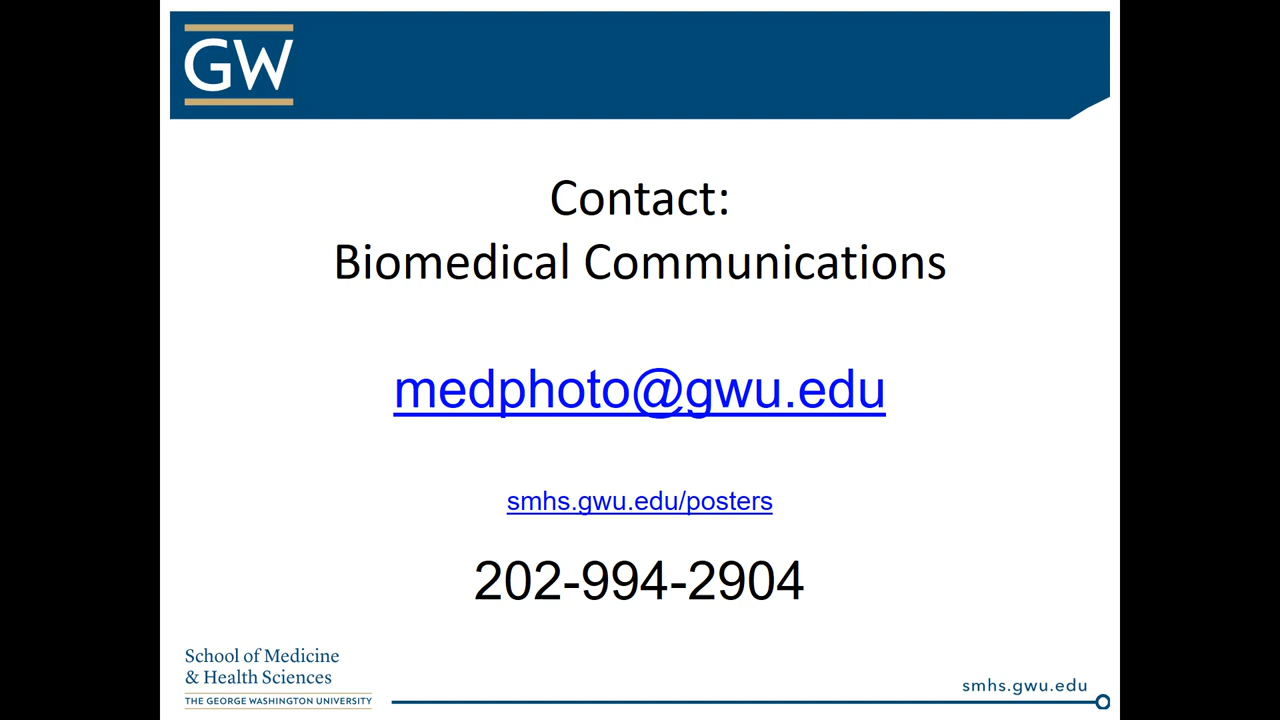 GW
Contact:
Biomedical Communications
medphoto@gwu.edu
smhs.gwu.edu/posters
202-994-2904
School of Medicine
& Health Sciences
THE GEORGE WASHINGTON UNIVERSITY
smhs.gwu.edu